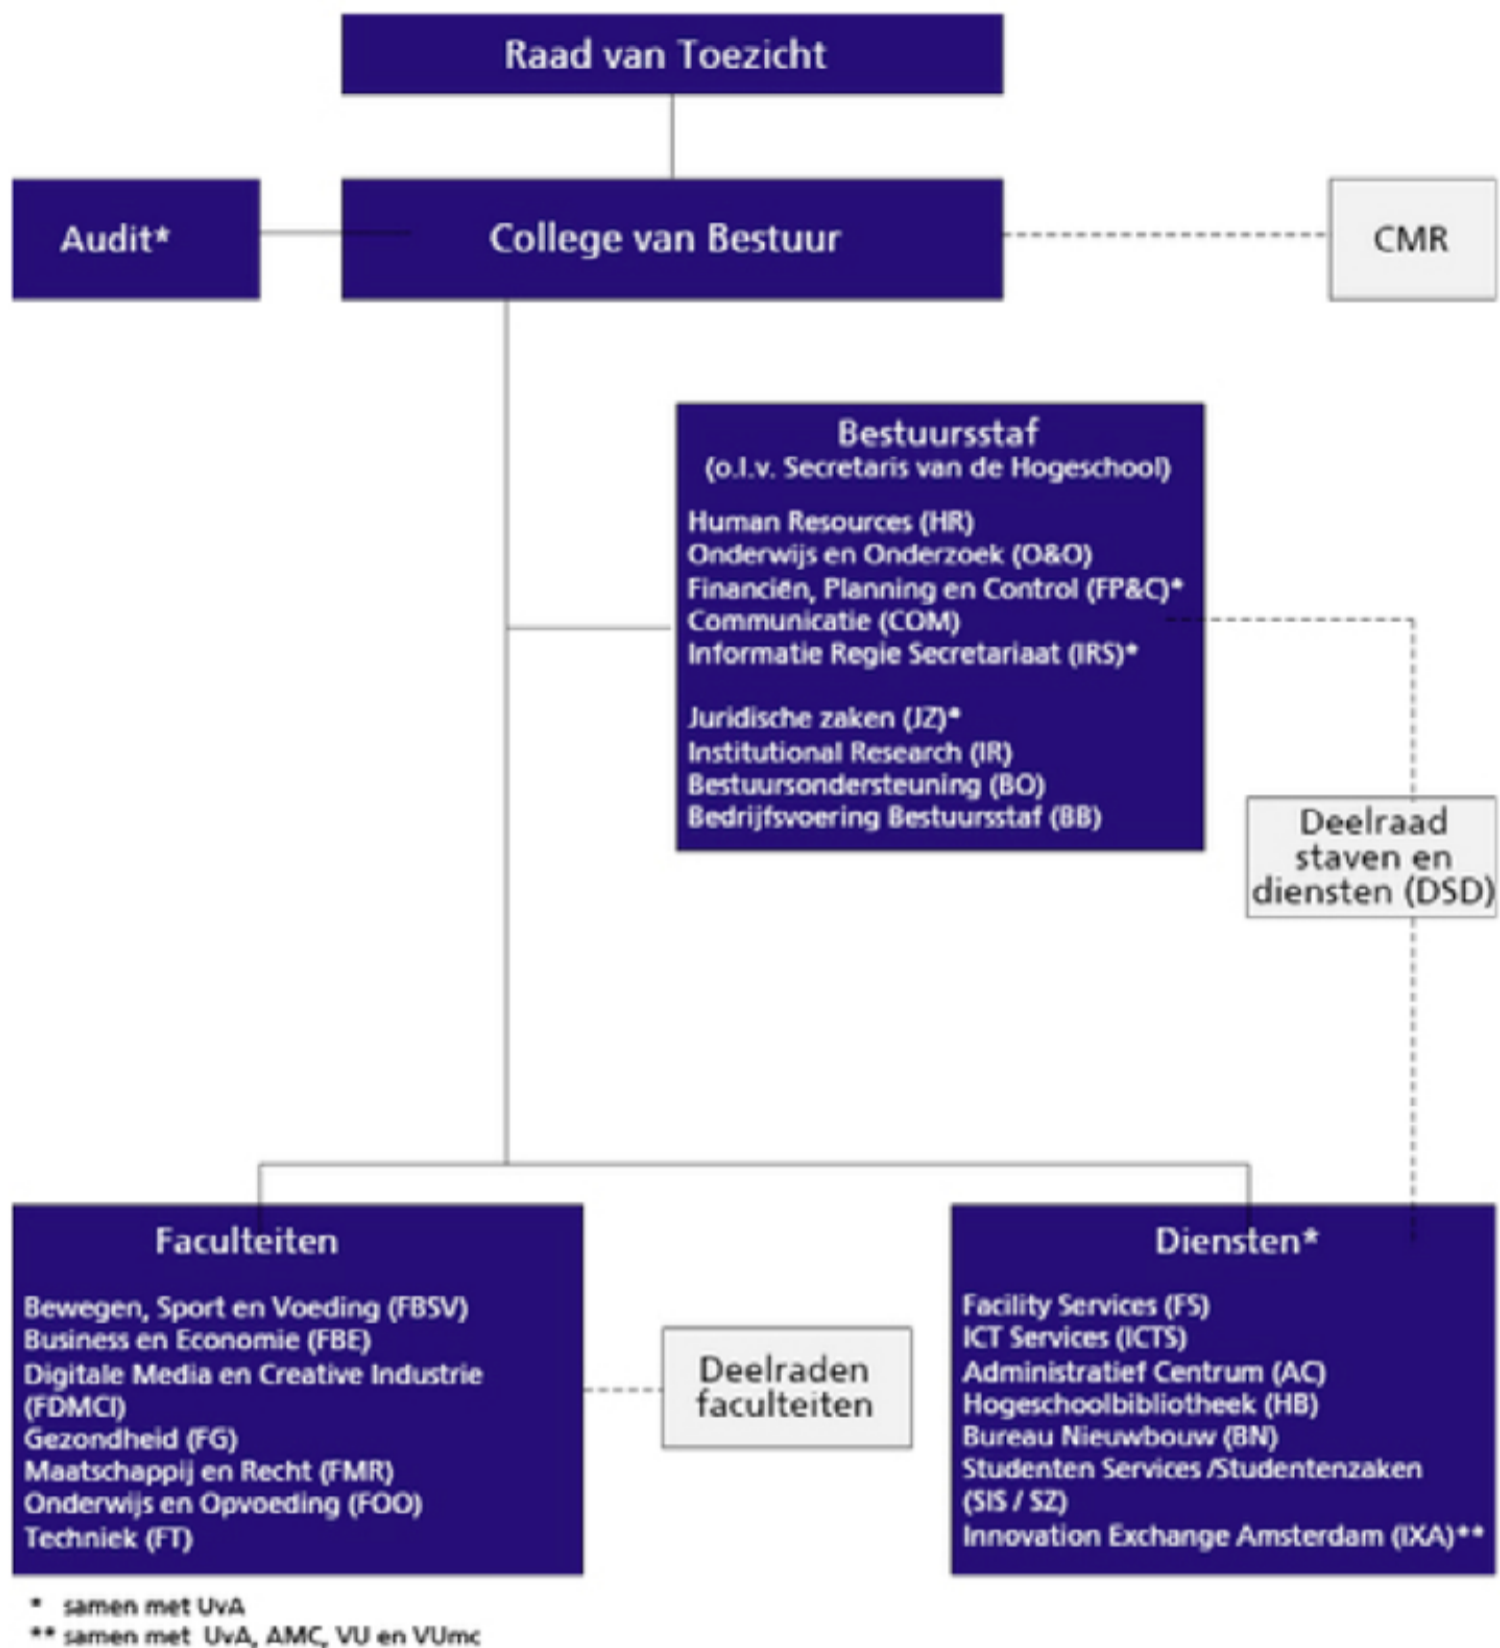 Raad van Toezicht
Audit*
College van Bestuur
CMR
Bestuursstaf
(o.l.v. Secretaris van de Hogeschool)
Human Resources (HR)
Onderwijs en Onderzoek (O&O)
Financiën, Planning en Control (FP&C)*
Communicatie (COM)
Informatie Regie Secretariaat (IRS)*
Juridische zaken (JZ)*
Institutional Research (IR)
Bestuursondersteuning (BO)
Bedrijfsvoering Bestuursstaf (BB)
Deelraad
staven en
diensten (DSD)
Faculteiten
Bewegen, Sport en Voeding (FBSV)
Business en Economie (FBE)
Digitale Media en Creative Industrie
(FDMCI)
Gezondheid (FG)
Maatschappij en Recht (FMR)
Onderwijs en Opvoeding (FOO)
Techniek (FT)
Deelraden
faculteiten
Diensten*
Facility Services (FS)
ICT Services (ICTS)
Administratief Centrum (AC)
Hogeschoolbibliotheek (HB)
Bureau Nieuwbouw (BN)
Studenten Services /Studentenzaken
(SIS / SZ)
Innovation Exchange Amsterdam (IXA)**
* samen met UvA
** samen met UvA, AMC, VU en VUmc